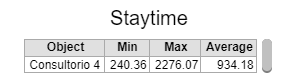 Staytime
Object Min Max Average
Consultorio 4 240.36 2276.07 934.18